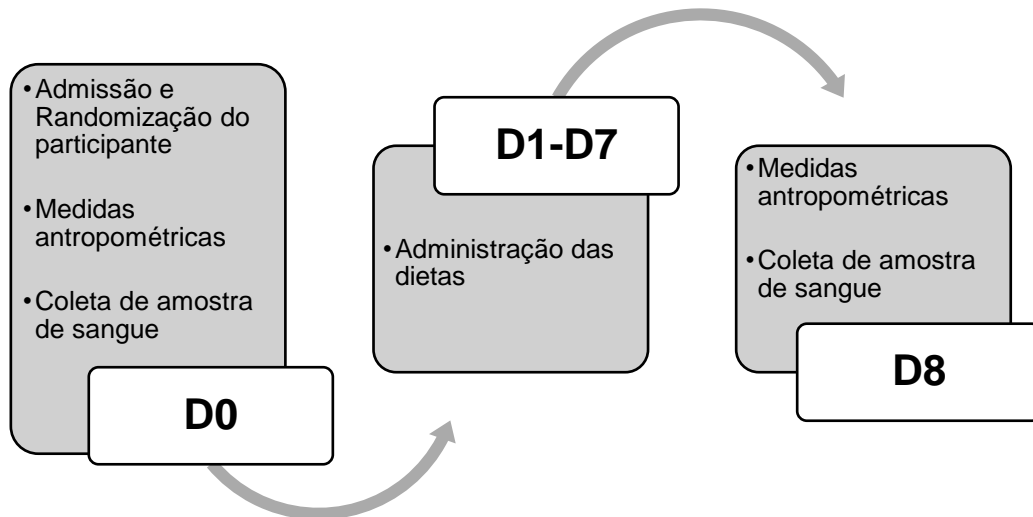 •Admissão e
Randomização do
participante
•Medidas
antropométricas
•Coleta de amostra
de sangue
D0
D1-D7
•Administração das
dietas
•Medidas
antropométricas
•Coleta de amostra
de sangue
D8